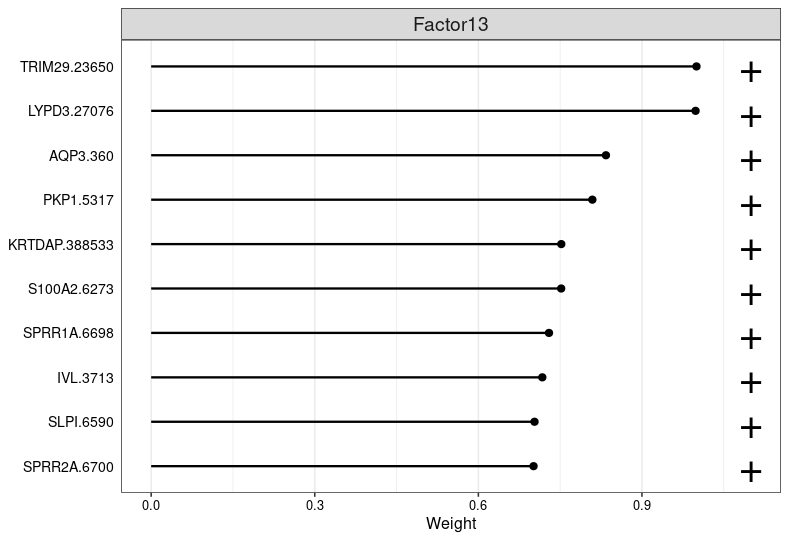 Factor13
TRIM29.23650
LYPD3.27076
AQP3.360
PKP1.5317
KRTDAP.388533
S100A2.6273
SPRR1A.6698
IVL.3713
SLPI.6590
SPRR2A.6700
0.0 0.3 0.6 0.9
Weight